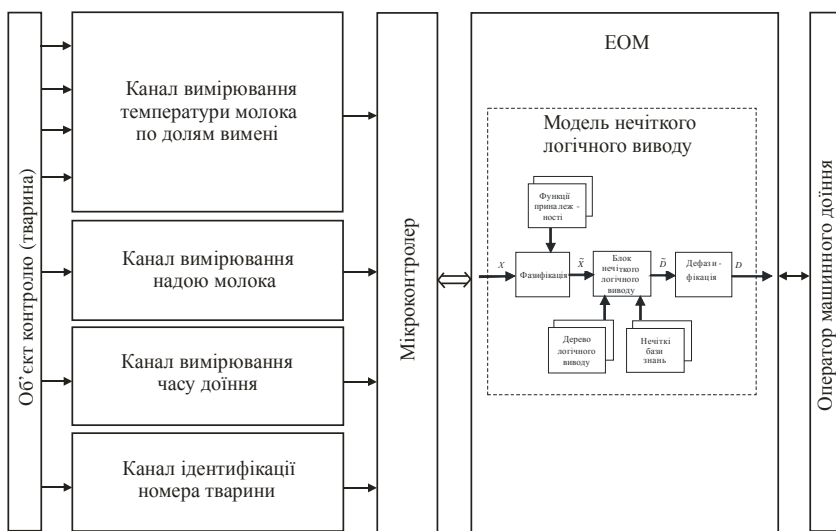 Об’єкт контролю (тварина)
Канал вимірювання
температури молока
по долям вимені
Канал вимірювання
надою молока
Канал вимірювання
часу доїння
Канал ідентифікації
номера тварини
Мікроконтролер
ЕОМ
Модель нечіткого
логічного виводу
Функції
приналеж -
ності
X
Фазифікація
X̃
Блок
нечіткого
логічного
виводу
D̃
Дефази -
фікація
D
Дерево
логічного
виводу
Нечіткі
бази
знань
Оператор машинного доїння